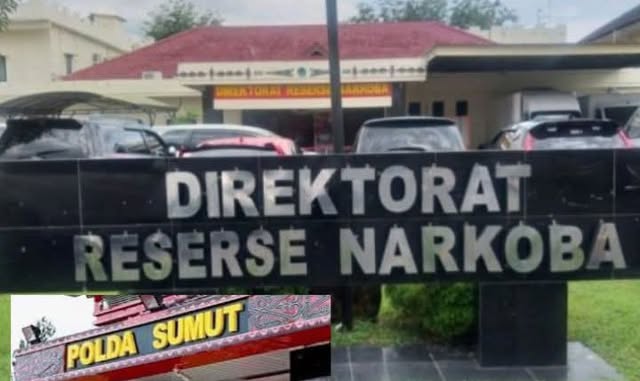 DIREKTORAT RESERSE NARKOBA
DIREKTORAT
RESERSE NARKOBA
POLDA SUMUT